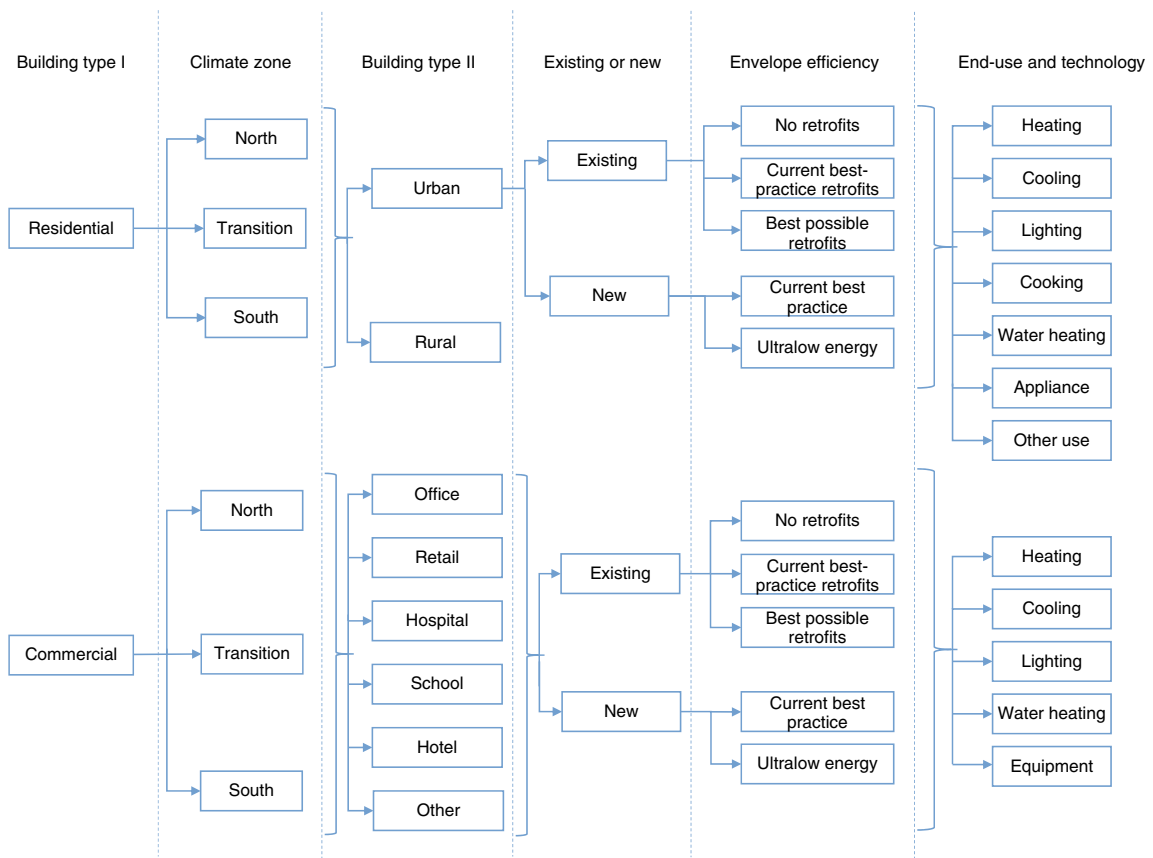 Building type I
Climate zone
Building type II
Existing or new
Envelope efficiency
End-use and technology
Residential
North
Transition
South
Urban
Rural
Existing
New
No retrofits
Current best-
practice retrofits
Best possible
retrofits
Current best
practice
Ultralow energy
Heating
Cooling
Lighting
Cooking
Water heating
Appliance
Other use
Commercial
North
Transition
South
Office
Retail
Hospital
School
Hotel
Other
Existing
New
No retrofits
Current best-
practice retrofits
Best possible
retrofits
Current best
practice
Ultralow energy
Heating
Cooling
Lighting
Water heating
Equipment